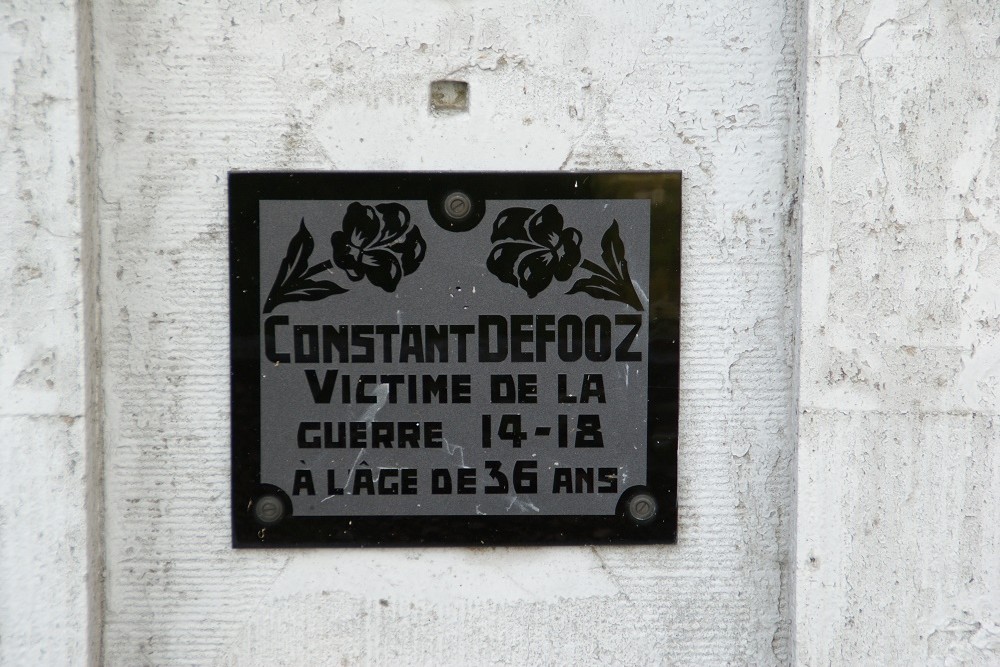 Constant DEFOOZ
Victime de la
guerre 14-18
à l'âge de 36 ans